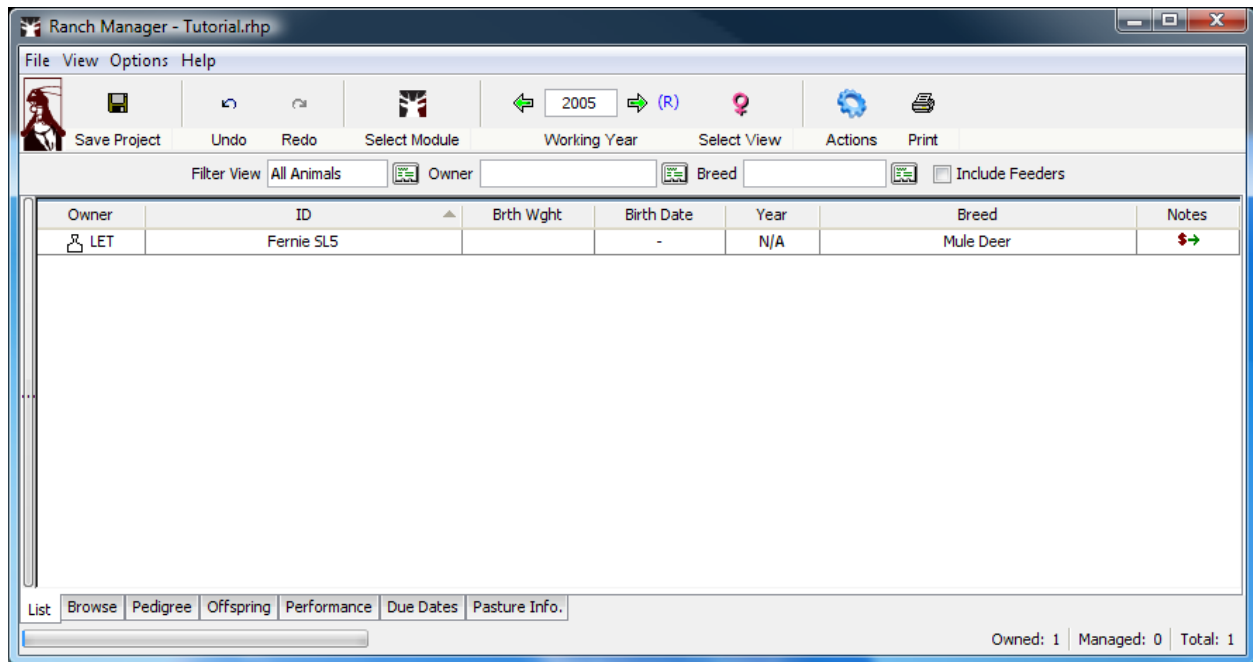 Ranch Manager - Tutorial.rhp
File View Options Help
2005 (R)
Save Project Undo Redo Select Module Working Year Select View Actions Print
Filter View All Animals Owner Breed Include Feeders
Owner ID Brth Wght Birth Date Year Breed Notes
LET Fernie SL5 - N/A Mule Deer $
List Browse Pedigree Offspring Performance Due Dates Pasture Info.
Owned: 1 Managed: 0 Total: 1